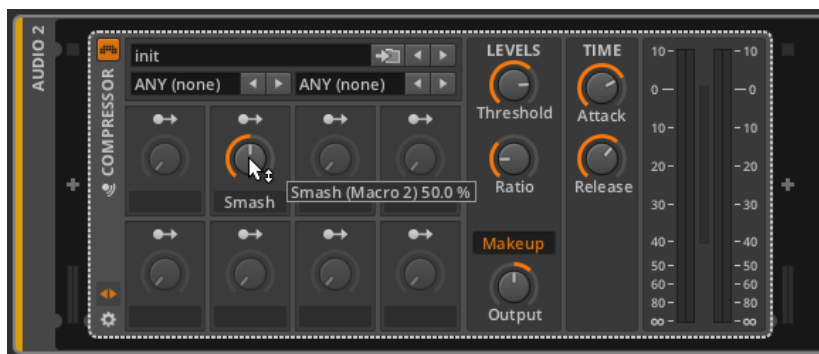 AUDIO 2
COMPRESSOR
init
ANY (none)
ANY (none)
Smash
Smash (Macro 2) 50.0 %
LEVELS
Threshold
Ratio
Makeup
Output
TIME
Attack
Release
10
0
10
20
30
40
50
60
80
∞
10
0
10
20
30
40
50
60
80
∞